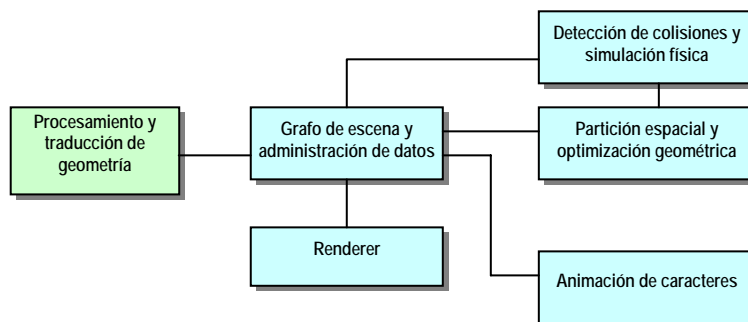 Detección de colisiones y
simulación física
Procesamiento y
traducción de
geometría
Grafo de escena y
administración de datos
Partición espacial y
optimización geométrica
Renderer
Animación de caracteres